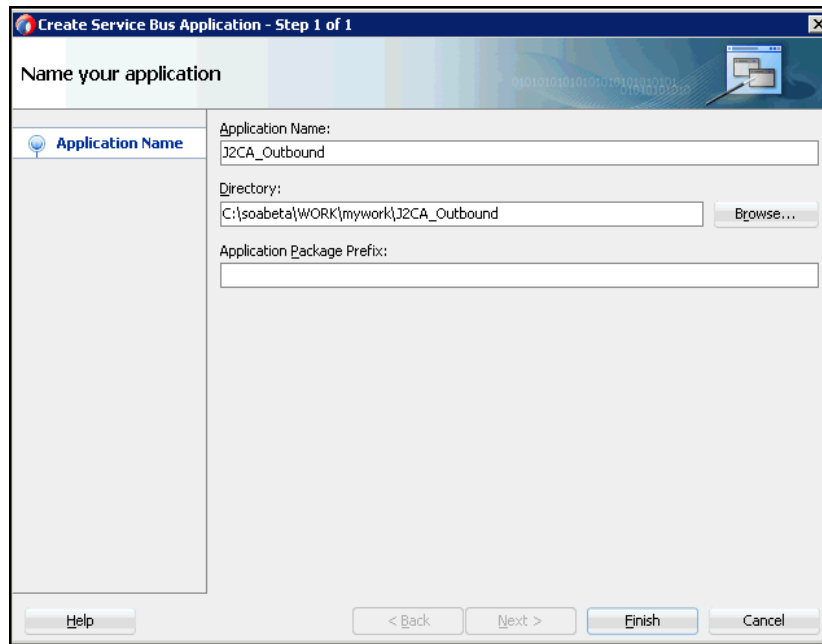 Create Service Bus Application - Step 1 of 1
Name your application
Application Name
Application Name:
J2CA_Outbound
Directory:
C:\soabeta\WORK\mywork\J2CA_Outbound
Browse...
Application Package Prefix:
Help
< Back
Next >
Finish
Cancel